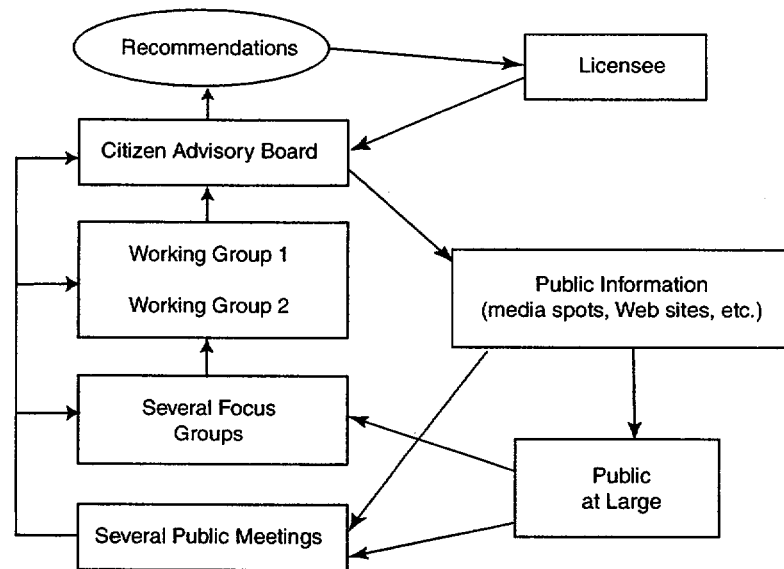 Recommendations
Licensee
Citizen Advisory Board
Working Group 1
Working Group 2
Public Information
(media spots, Web sites, etc.)
Several Focus
Groups
Public
at Large
Several Public Meetings